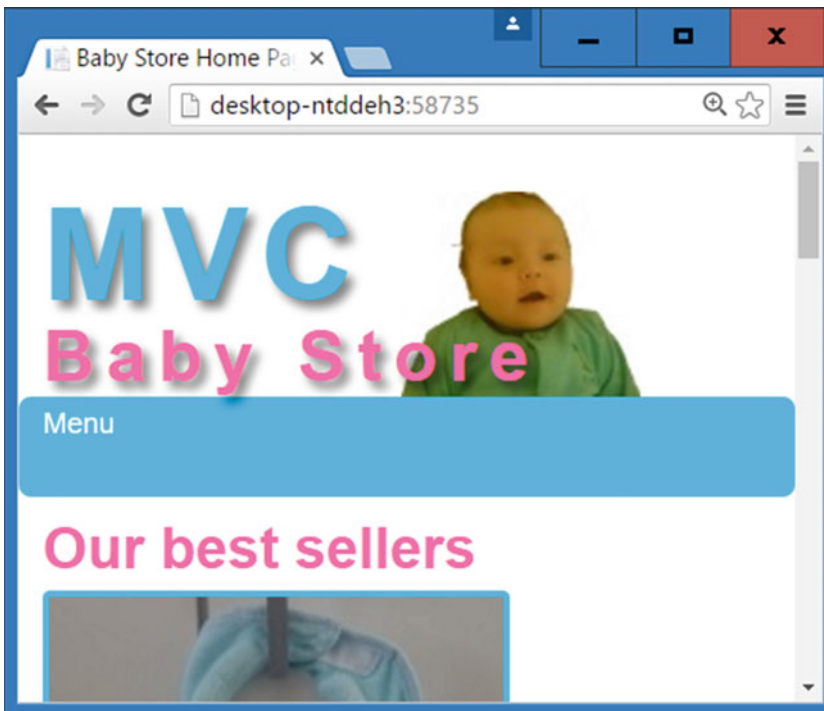 Baby Store Home Pa
desktop-ntddeh3:58735
MVC
Baby Store
Menu
Our best sellers